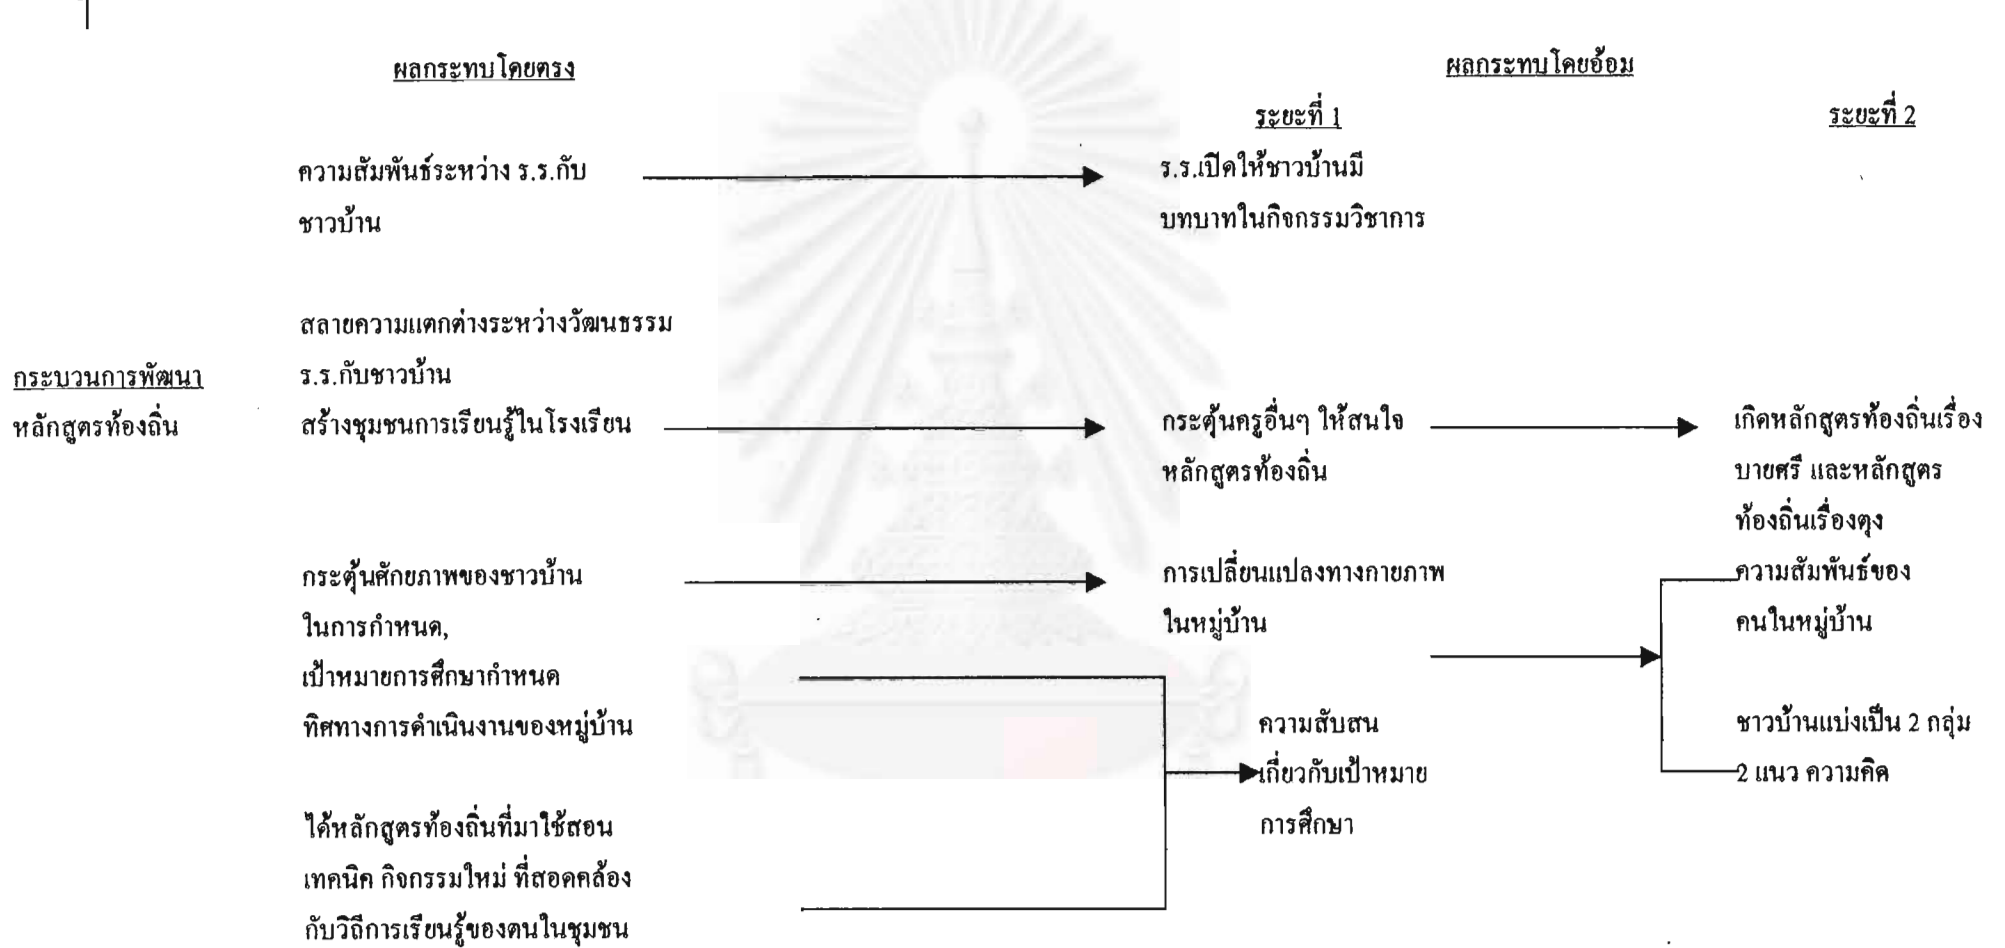 ผลกระทบโดยตรง
ผลกระทบโดยอ้อม
ระยะที่ 1
ระยะที่ 2
ความสัมพันธ์ระหว่าง ร.ร.กับ
ชาวบ้าน
ร.ร.เปิดให้ชาวบ้านมี
บทบาทในกิจกรรมวิชาการ
กระบวนการพัฒนา
หลักสูตรท้องถิ่น
สลายความแตกต่างระหว่างวัฒนธรรม
ร.ร.กับชาวบ้าน
สร้างชุมชนการเรียนรู้ในโรงเรียน
กระตุ้นครูอื่นๆ ให้สนใจ
หลักสูตรท้องถิ่น
เกิดหลักสูตรท้องถิ่นเรื่อง
บายศรี และหลักสูตร
ท้องถิ่นเรื่องตุง
กระตุ้นศักยภาพของชาวบ้าน
ในการกำหนด,
เป้าหมายการศึกษากำหนด
ทิศทางการดำเนินงานของหมู่บ้าน
การเปลี่ยนแปลงทางกายภาพ
ในหมู่บ้าน
ความสัมพันธ์ของ
คนในหมู่บ้าน
ความสับสน
เกี่ยวกับเป้าหมาย
การศึกษา
ชาวบ้านแบ่งเป็น 2 กลุ่ม
2 แนว ความคิด
ได้หลักสูตรท้องถิ่นที่มาใช้สอน
เทคนิค กิจกรรมใหม่ ที่สอดคล้อง
กับวิถีการเรียนรู้ของตนในชุมชน